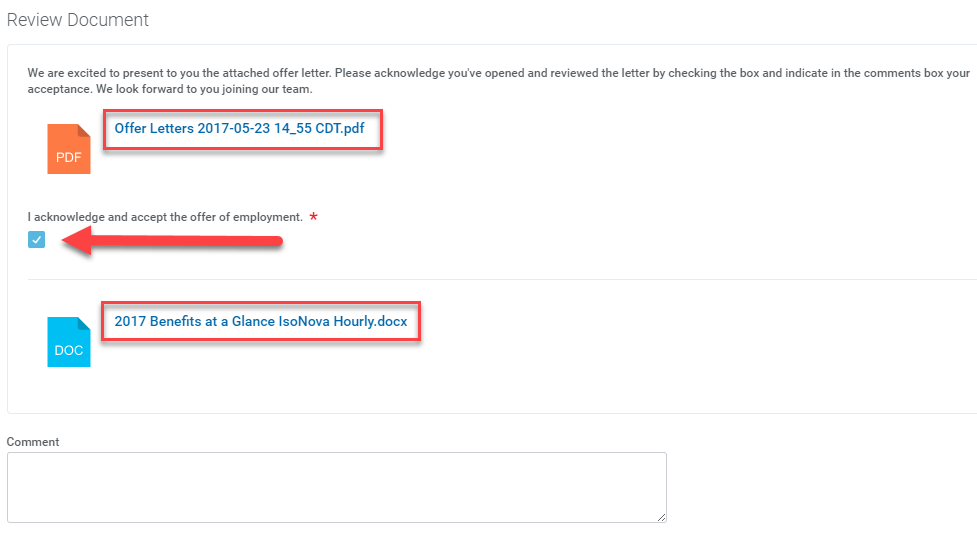 Review Document
We are excited to present to you the attached offer letter. Please acknowledge you've opened and reviewed the letter by checking the box and indicate in the comments box your
acceptance. We look forward to you joining our team.
Offer Letters 2017-05-23 14_55 CDT.pdf
PDF
I acknowledge and accept the offer of employment. *
2017 Benefits at a Glance IsoNova Hourly.docx
DOC
Comment